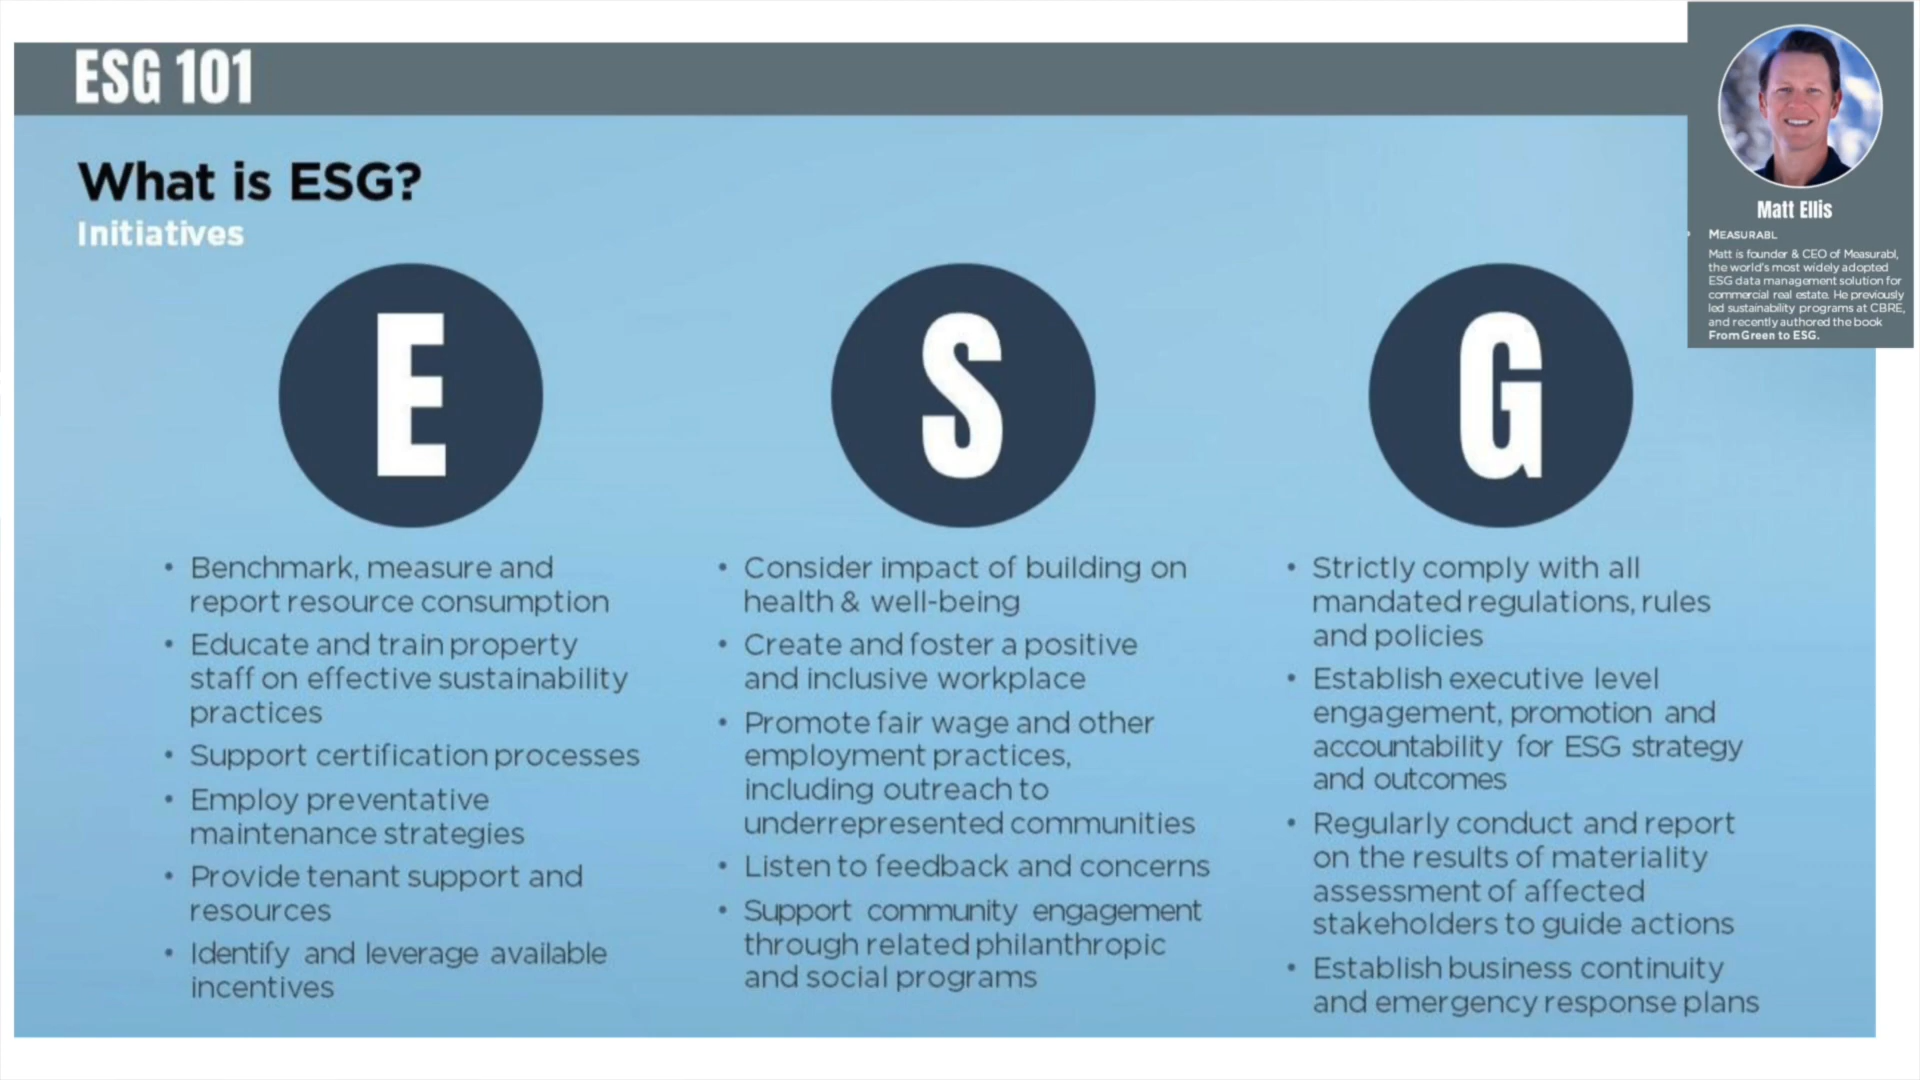 ESG 101
What is ESG?
Initiatives
E
• Benchmark, measure and
report resource consumption
• Educate and train property
staff on effective sustainability
practices
• Support certification processes
• Employ preventative
maintenance strategies
• Provide tenant support and
resources
• Identify and leverage available
incentives
S
• Consider impact of building on
health & well-being
• Create and foster a positive
and inclusive workplace
• Promote fair wage and other
employment practices,
including outreach to
underrepresented communities
• Listen to feedback and concerns
• Support community engagement
through related philanthropic
and social programs
G
• Strictly comply with all
mandated regulations, rules
and policies
• Establish executive level
engagement, promotion and
accountability for ESG strategy
and outcomes
• Regularly conduct and report
on the results of materiality
assessment of affected
stakeholders to guide actions
• Establish business continuity
and emergency response plans
Matt Ellis
MEASURABL
Matt is founder & CEO of Measurabl,
the world's most widely adopted
ESG data management solution for
commercial real estate. He previously
led sustainability programs at CBRE,
and recently authored the book
From Green to ESG.